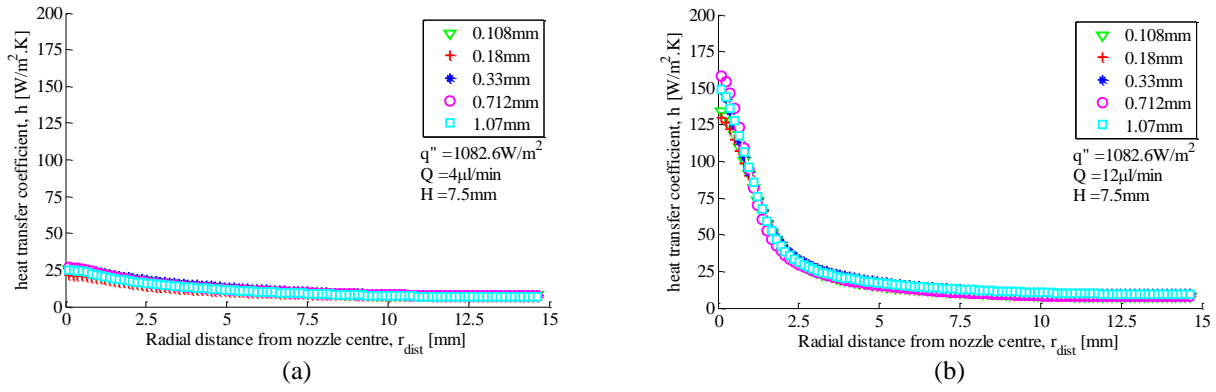 200
175
150
125
100
75
50
25
0
heat transfer coefficient, h [W/m².K]
0 2.5 5 7.5 10 12.5 15
Radial distance from nozzle centre, r_dist [mm]
0.108mm
0.18mm
0.33mm
0.712mm
1.07mm
q" =1082.6W/m²
Q =4μl/min
H =7.5mm
(a)
200
175
150
125
100
75
50
25
0
heat transfer coefficient, h [W/m².K]
0 2.5 5 7.5 10 12.5 15
Radial distance from nozzle centre, r_dist [mm]
0.108mm
0.18mm
0.33mm
0.712mm
1.07mm
q" =1082.6W/m²
Q =12μl/min
H =7.5mm
(b)